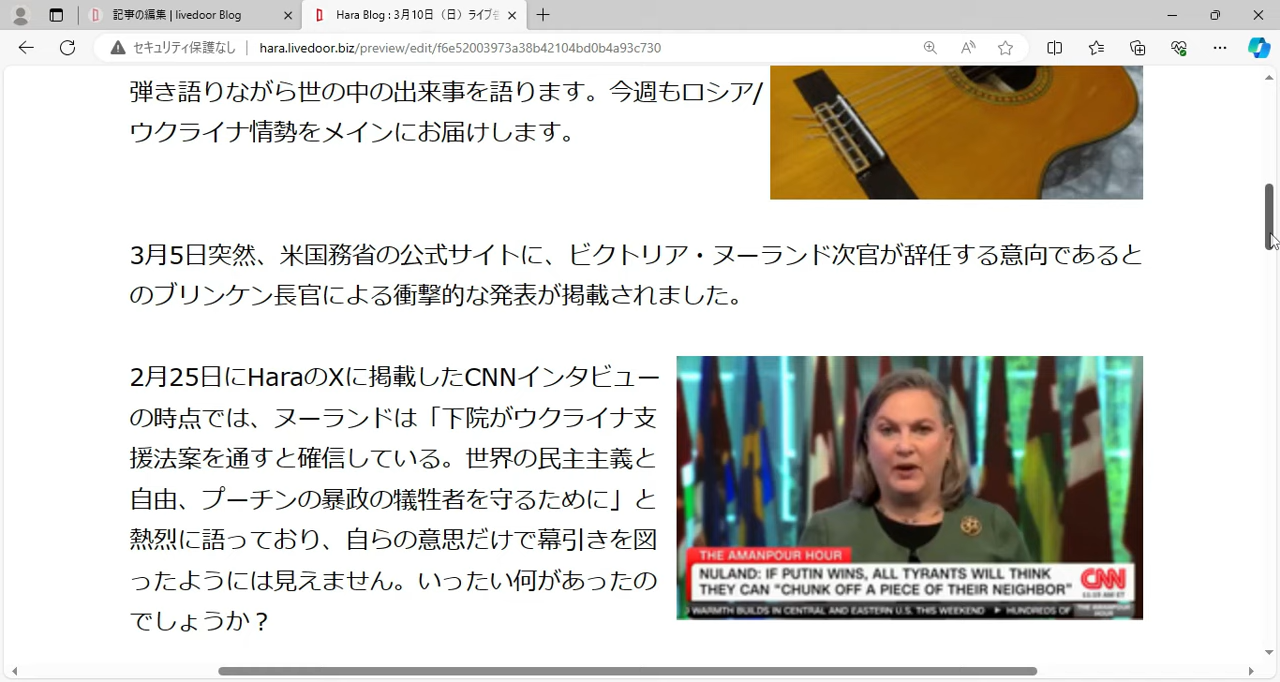 記事の編集 | livedoor Blog
Hara Blog : 3月10日（日）ライブ
セキュリティ保護なし
hara.livedoor.biz/preview/edit/f6e52003973a38b42104bd0b4a93c730
弾き語りながら世の中の出来事を語ります。今週もロシア/
ウクライナ情勢をメインにお届けします。
3月5日突然、米国務省の公式サイトに、ビクトリア・ヌーランド次官が辞任する意向であると
のブリンケン長官による衝撃的な発表が掲載されました。
2月25日にHaraのXに掲載したCNNインタビュー
の時点では、ヌーランドは「下院がウクライナ支
援法案を通すと確信している。世界の民主主義と
自由、プーチンの暴政の犠牲者を守るために」と
熱烈に語っており、自らの意思だけで幕引きを図
ったようには見えません。いったい何があったの
でしょうか？
THE AMANPOUR HOUR
NULAND: IF PUTIN WINS, ALL TYRANTS WILL THINK
THEY CAN "CHUNK OFF A PIECE OF THEIR NEIGHBOR"
CNN
WARMTH BUILDS IN CENTRAL AND EASTERN U.S. THIS WEEKEND ▶ HUNDREDS OF
THE AMANPOUR
HOUR